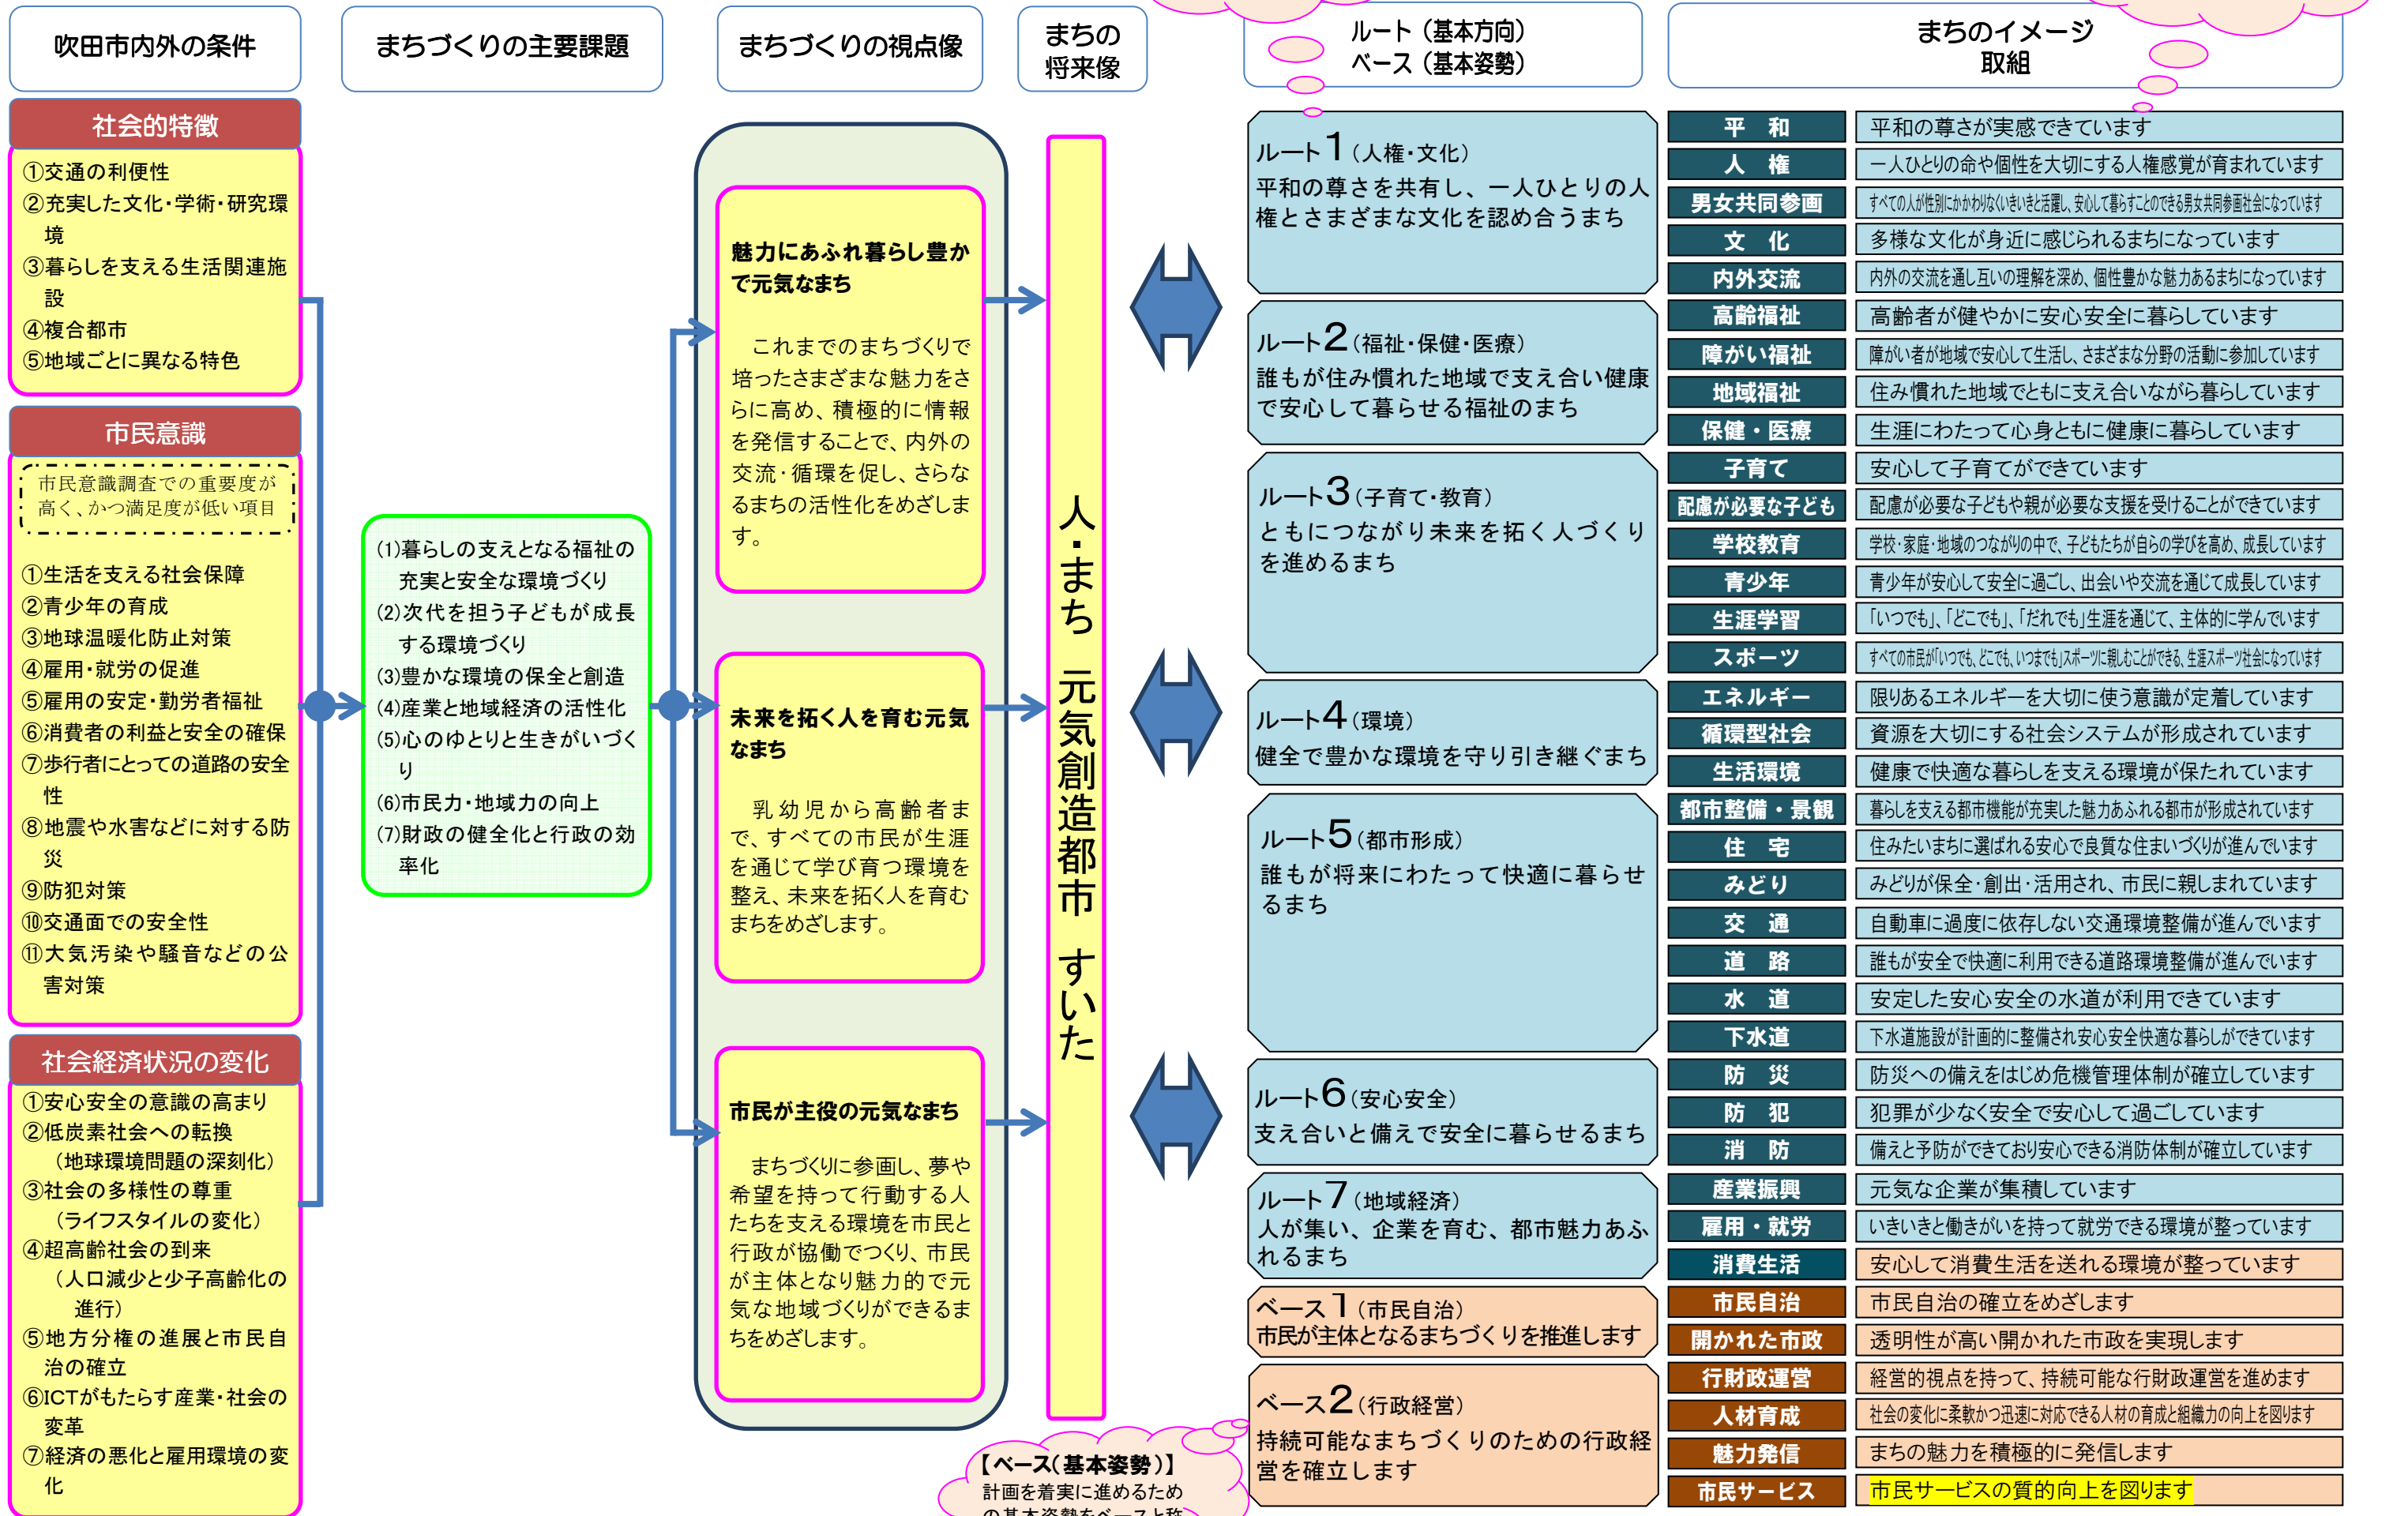 吹田市内外の条件
まちづくりの主要課題
まちづくりの視点像
まちの
将来像
ルート（基本方向）
ベース（基本姿勢）
まちのイメージ
取組
社会的特徴
①交通の利便性
②充実した文化・学術・研究環
境
③暮らしを支える生活関連施
設
④複合都市
⑤地域ごとに異なる特色
市民意識
市民意識調査での重要度が
高く、かつ満足度が低い項目
①生活を支える社会保障
②青少年の育成
③地球温暖化防止対策
④雇用・就労の促進
⑤雇用の安定・勤労者福祉
⑥消費者の利益と安全の確保
⑦歩行者にとっての道路の安全
性
⑧地震や水害などに対する防
災
⑨防犯対策
⑩交通面での安全性
⑪大気汚染や騒音などの公
害対策
社会経済状況の変化
①安心安全の意識の高まり
②低炭素社会への転換
（地球環境問題の深刻化）
③社会の多様性の尊重
（ライフスタイルの変化）
④超高齢社会の到来
（人口減少と少子高齢化の
進行）
⑤地方分権の進展と市民自
治の確立
⑥ICTがもたらす産業・社会の
変革
⑦経済の悪化と雇用環境の変
化
(1)暮らしの支えとなる福祉の
充実と安全な環境づくり
(2)次代を担う子どもが成長
する環境づくり
(3)豊かな環境の保全と創造
(4)産業と地域経済の活性化
(5)心のゆとりと生きがいづく
り
(6)市民力・地域力の向上
(7)財政の健全化と行政の効
率化
魅力にあふれ暮らし豊か
で元気なまち
これまでのまちづくりで
培ったさまざまな魅力をさ
らに高め、積極的に情報
を発信することで、内外の
交流・循環を促し、さらな
るまちの活性化をめざしま
す。
未来を拓く人を育む元気
なまち
乳幼児から高齢者ま
で、すべての市民が生涯
を通じて学び育つ環境を
整え、未来を拓く人を育む
まちをめざします。
市民が主役の元気なまち
まちづくりに参画し、夢や
希望を持って行動する人
たちを支える環境を市民と
行政が協働でつくり、市民
が主体となり魅力的で元
気な地域づくりができるま
ちをめざします。
人・まち　元気創造都市　すいた
【ベース（基本姿勢）】
計画を着実に進めるため
の基本姿勢をベースと称
ルート1（人権・文化）
平和の尊さを共有し、一人ひとりの人
権とさまざまな文化を認め合うまち
ルート2（福祉・保健・医療）
誰もが住み慣れた地域で支え合い健康
で安心して暮らせる福祉のまち
ルート3（子育て・教育）
ともにつながり未来を拓く人づくり
を進めるまち
ルート4（環境）
健全で豊かな環境を守り引き継ぐまち
ルート5（都市形成）
誰もが将来にわたって快適に暮らせ
るまち
ルート6（安心安全）
支え合いと備えで安全に暮らせるまち
ルート7（地域経済）
人が集い、企業を育む、都市魅力あふ
れるまち
ベース1（市民自治）
市民が主体となるまちづくりを推進します
ベース2（行政経営）
持続可能なまちづくりのための行政経
営を確立します
平　和　平和の尊さが実感できています
人　権　一人ひとりの命や個性を大切にする人権感覚が育まれています
男女共同参画　すべての人が性別にかかわりなくいきいきと活躍し、安心して暮らすことのできる男女共同参画社会になっています
文　化　多様な文化が身近に感じられるまちになっています
内外交流　内外の交流を通し互いの理解を深め、個性豊かな魅力あるまちになっています
高齢福祉　高齢者が健やかに安心安全に暮らしています
障がい福祉　障がい者が地域で安心して生活し、さまざまな分野の活動に参加しています
地域福祉　住み慣れた地域でともに支え合いながら暮らしています
保健・医療　生涯にわたって心身ともに健康に暮らしています
子育て　安心して子育てができています
配慮が必要な子ども　配慮が必要な子どもや親が必要な支援を受けることができています
学校教育　学校・家庭・地域のつながりの中で、子どもたちが自らの学びを高め、成長しています
青少年　青少年が安心して安全に過ごし、出会いや交流を通じて成長しています
生涯学習　「いつでも」、「どこでも」、「だれでも」生涯を通じて、主体的に学んでいます
スポーツ　すべての市民が「いつでも、どこでも、いつまでも」スポーツに親しむことができる、生涯スポーツ社会になっています
エネルギー　限りあるエネルギーを大切に使う意識が定着しています
循環型社会　資源を大切にする社会システムが形成されています
生活環境　健康で快適な暮らしを支える環境が保たれています
都市整備・景観　暮らしを支える都市機能が充実した魅力あふれる都市が形成されています
住　宅　住みたいまちに選ばれる安心で良質な住まいづくりが進んでいます
みどり　みどりが保全・創出・活用され、市民に親しまれています
交　通　自動車に過度に依存しない交通環境整備が進んでいます
道　路　誰もが安全で快適に利用できる道路環境整備が進んでいます
水　道　安定した安心安全の水道が利用できています
下水道　下水道施設が計画的に整備され安心安全快適な暮らしができています
防　災　防災への備えをはじめ危機管理体制が確立しています
防　犯　犯罪が少なく安全で安心して過ごしています
消　防　備えと予防ができており安心できる消防体制が確立しています
産業振興　元気な企業が集積しています
雇用・就労　いきいきと働きがいを持って就労できる環境が整っています
消費生活　安心して消費生活を送れる環境が整っています
市民自治　市民自治の確立をめざします
開かれた市政　透明性が高い開かれた市政を実現します
行財政運営　経営的視点を持って、持続可能な行財政運営を進めます
人材育成　社会の変化に柔軟かつ迅速に対応できる人材の育成と組織力の向上を図ります
魅力発信　まちの魅力を積極的に発信します
市民サービス　市民サービスの質的向上を図ります